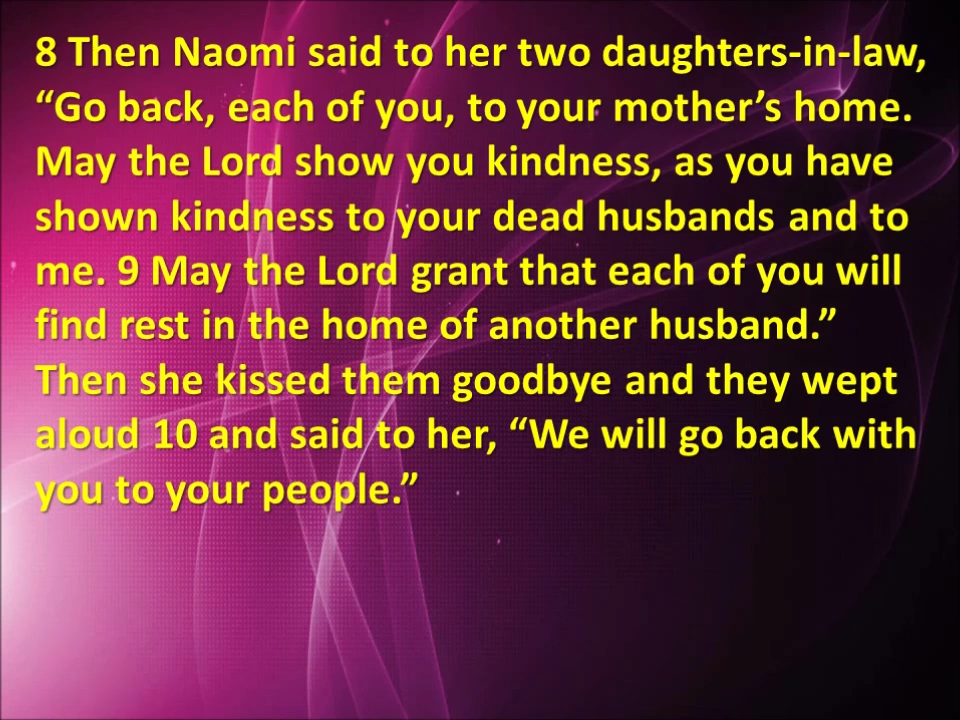 8 Then Naomi said to her two daughters-in-law,
“Go back, each of you, to your mother’s home.
May the Lord show you kindness, as you have
shown kindness to your dead husbands and to
me. 9 May the Lord grant that each of you will
find rest in the home of another husband.”
Then she kissed them goodbye and they wept
aloud 10 and said to her, “We will go back with
you to your people.”